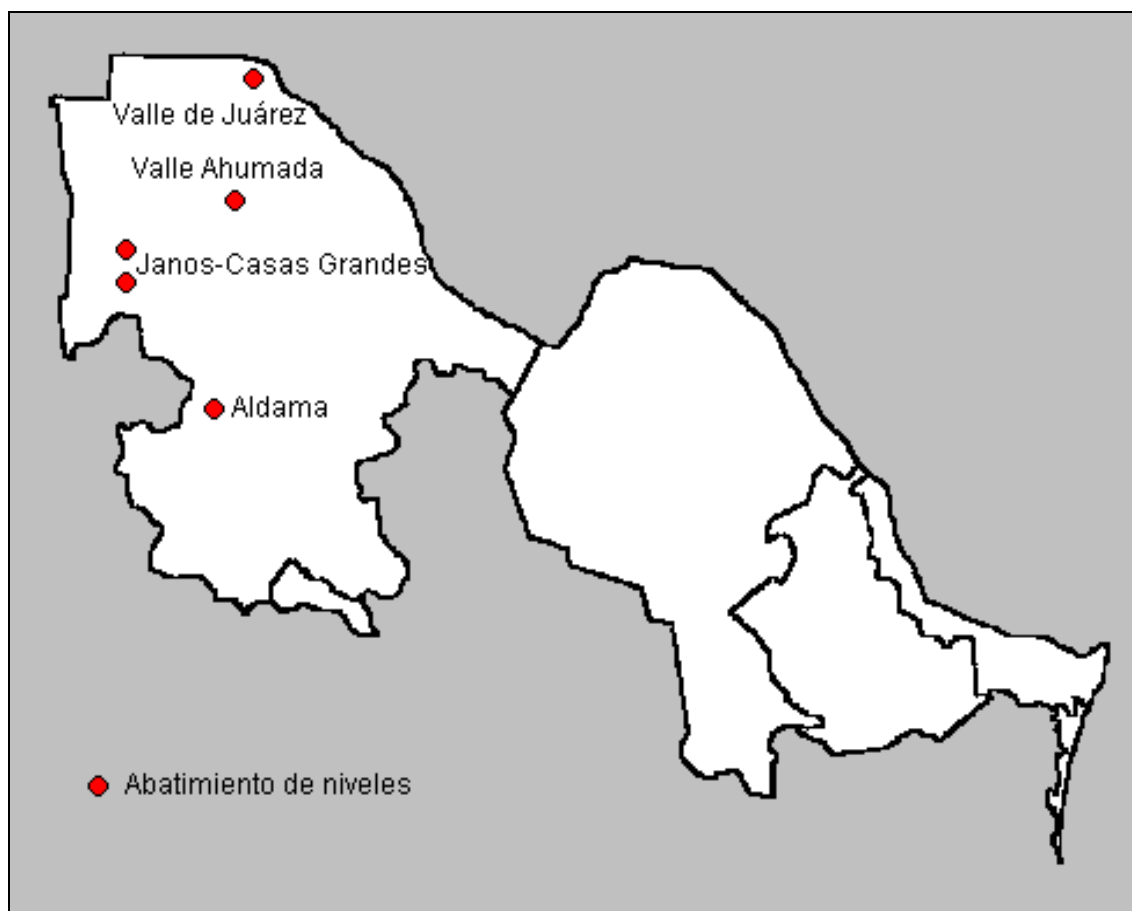 Valle de Juárez
Valle Ahumada
Janos-Casas Grandes
Aldama
Abatimiento de niveles